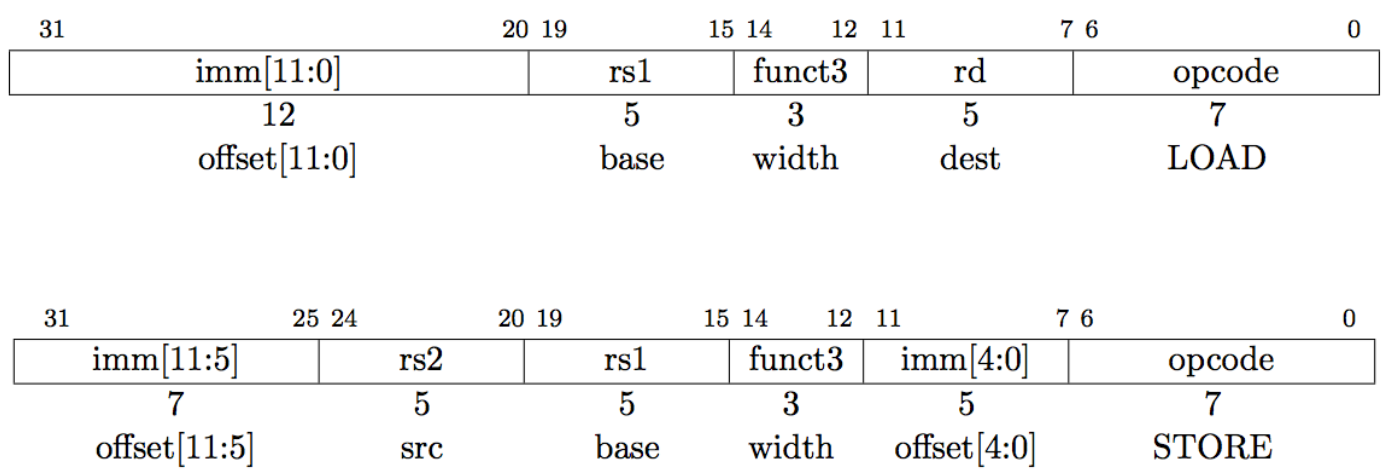 31 20 19 15 14 12 11 7 6 0
imm[11:0] rs1 funct3 rd opcode
12 5 3 5 7
offset[11:0] base width dest LOAD
31 25 24 20 19 15 14 12 11 7 6 0
imm[11:5] rs2 rs1 funct3 imm[4:0] opcode
7 5 5 3 5 7
offset[11:5] src base width offset[4:0] STORE